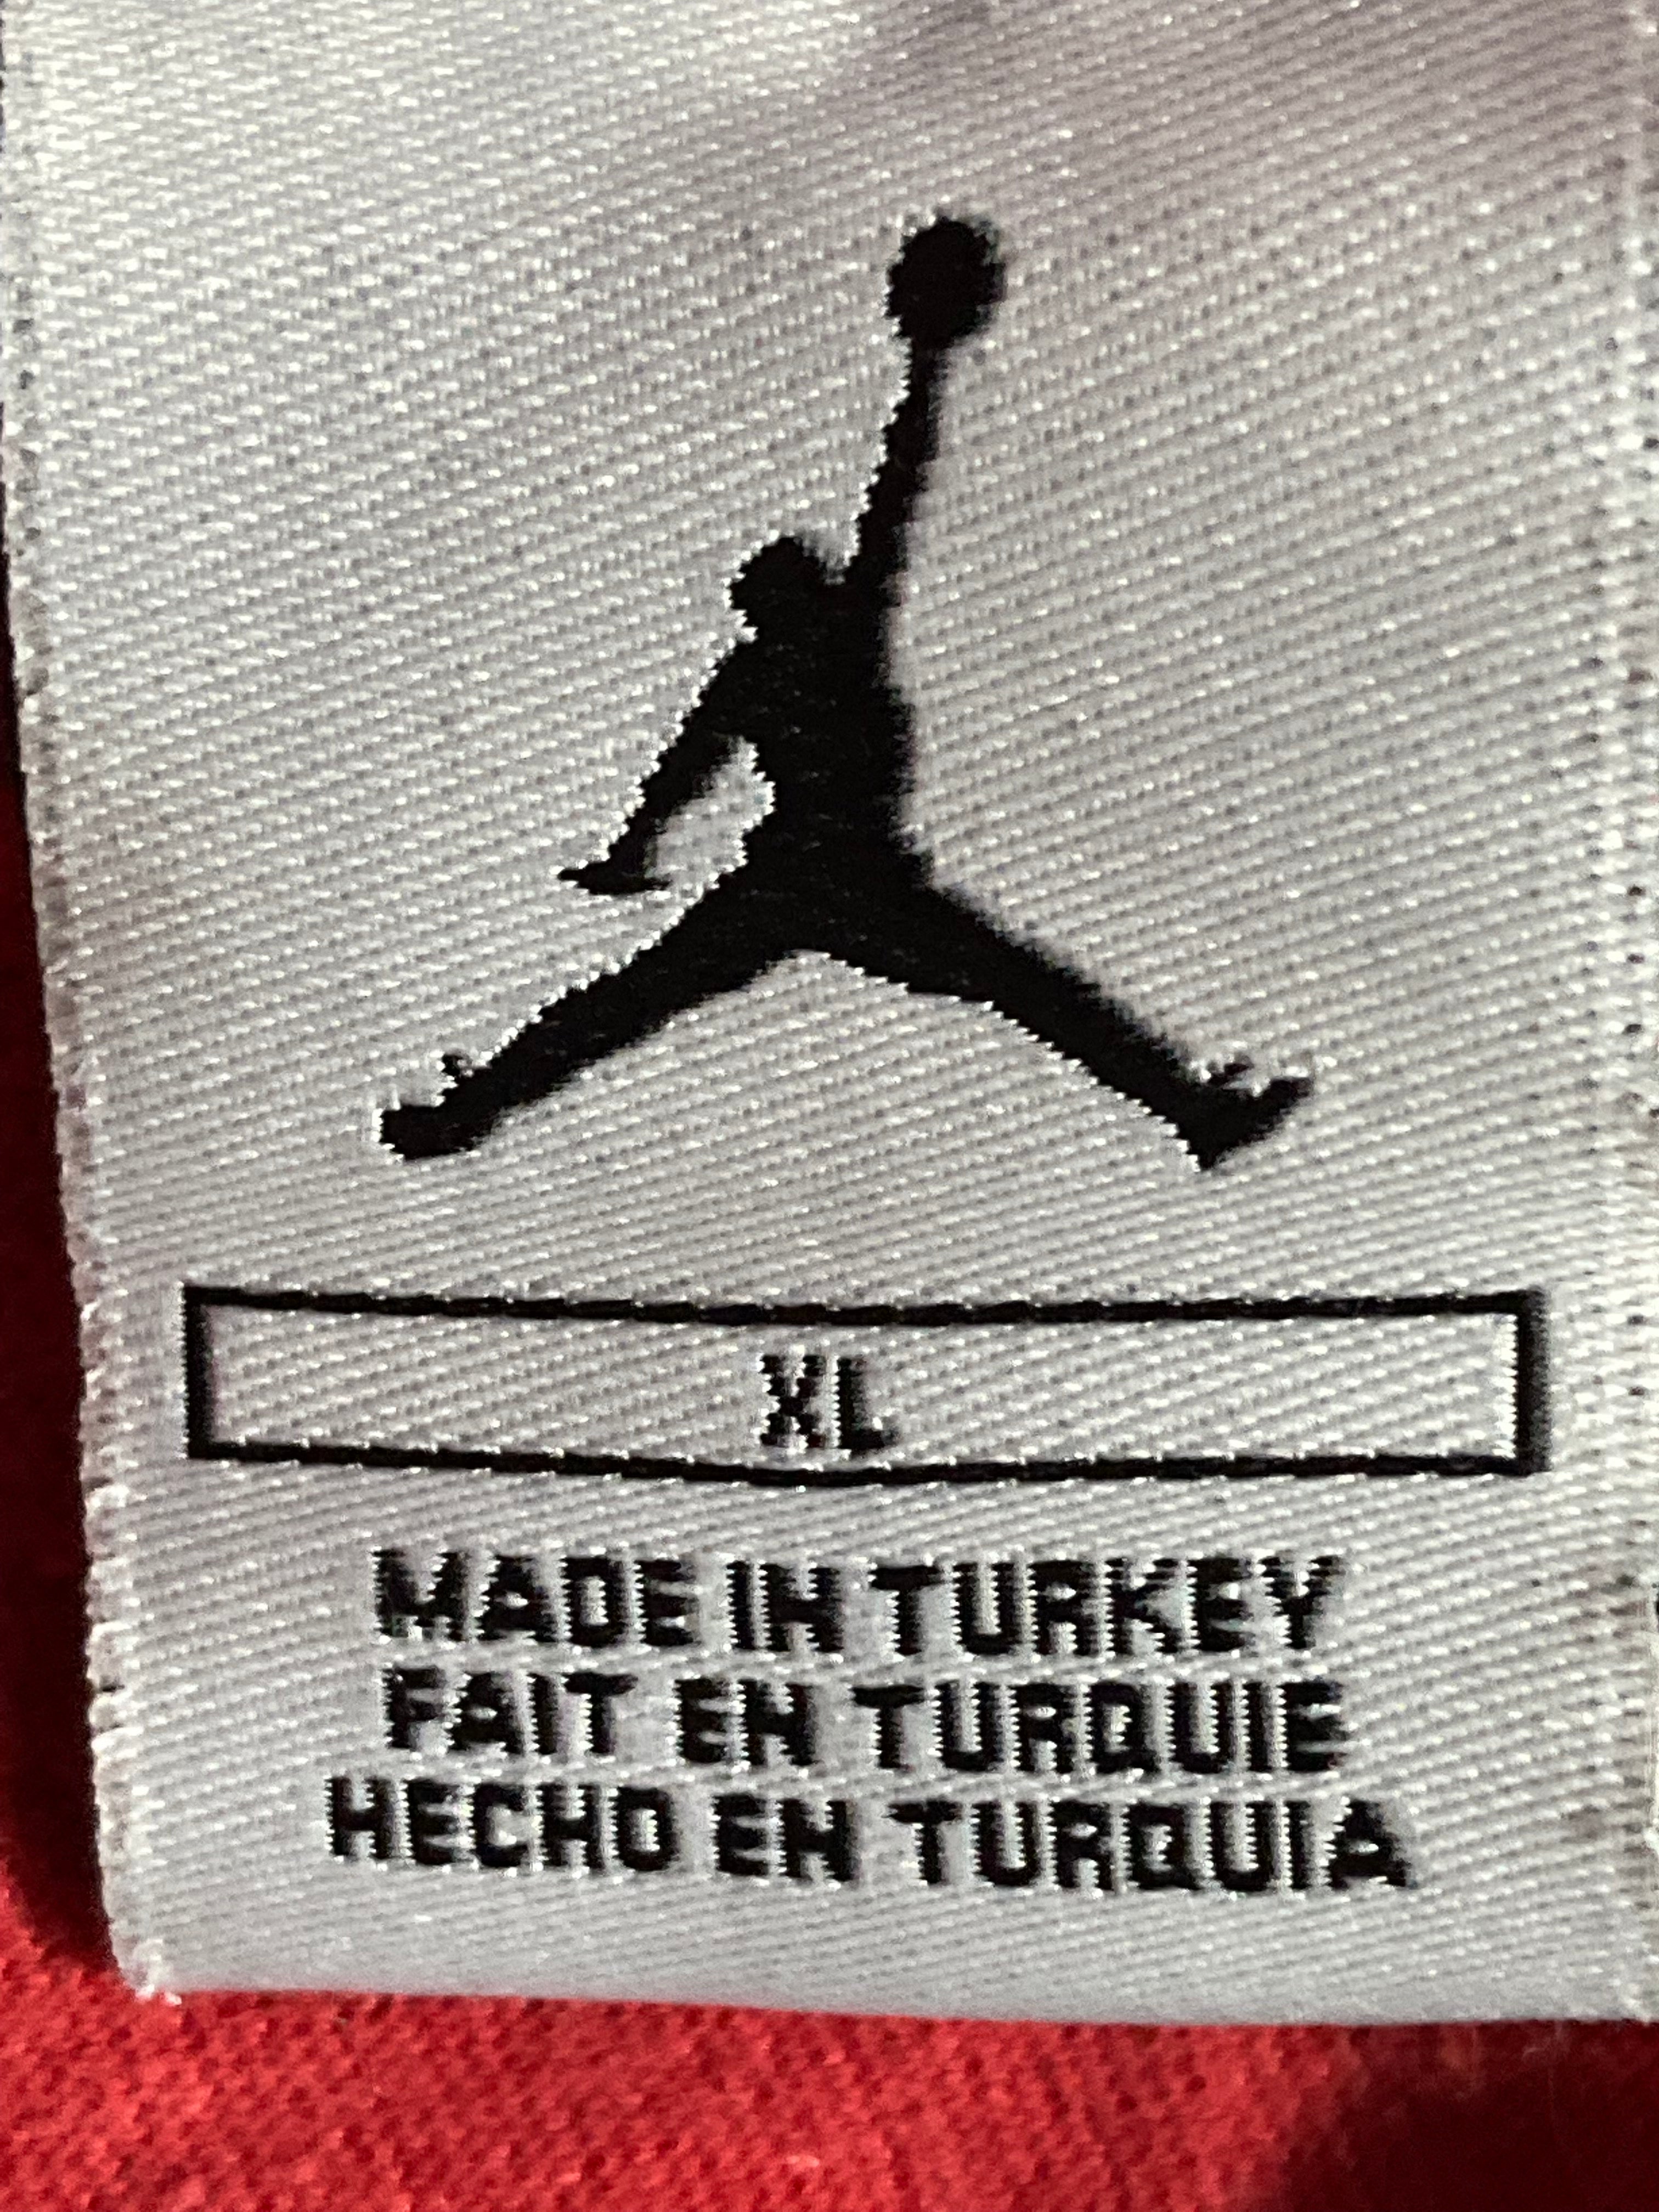 XL
MADE IN TURKEY
FAIT EN TURQUIE
HECHO EN TURQUIA